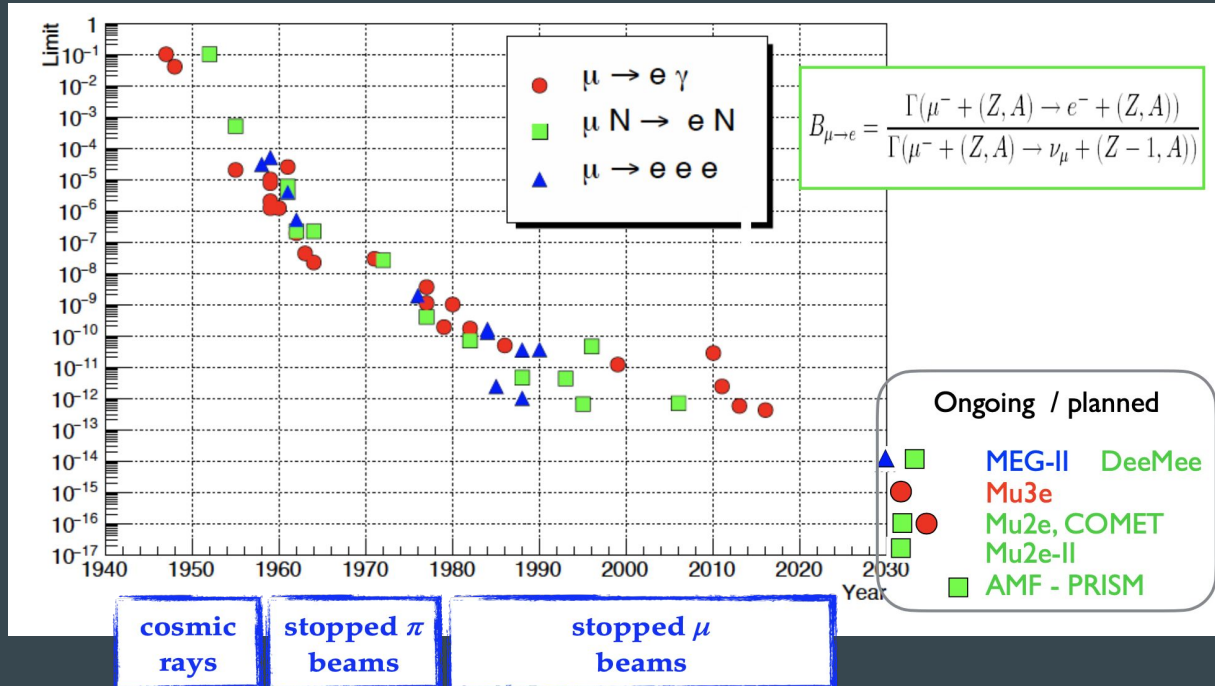 Limit
1
10⁻¹
10⁻²
10⁻³
10⁻⁴
10⁻⁵
10⁻⁶
10⁻⁷
10⁻⁸
10⁻⁹
10⁻¹⁰
10⁻¹¹
10⁻¹²
10⁻¹³
10⁻¹⁴
10⁻¹⁵
10⁻¹⁶
10⁻¹⁷
1940 1950 1960 1970 1980 1990 2000 2010 2020 2030
Year
μ → e γ
μ N → e N
μ → e e e
B_{μ→e} = Γ(μ⁻ + (Z, A) → e⁻ + (Z, A)) / Γ(μ⁻ + (Z, A) → ν_μ + (Z − 1, A))
Ongoing / planned
MEG-II DeeMee
Mu3e
Mu2e, COMET
Mu2e-II
AMF - PRISM
cosmic
rays
stopped π
beams
stopped μ
beams